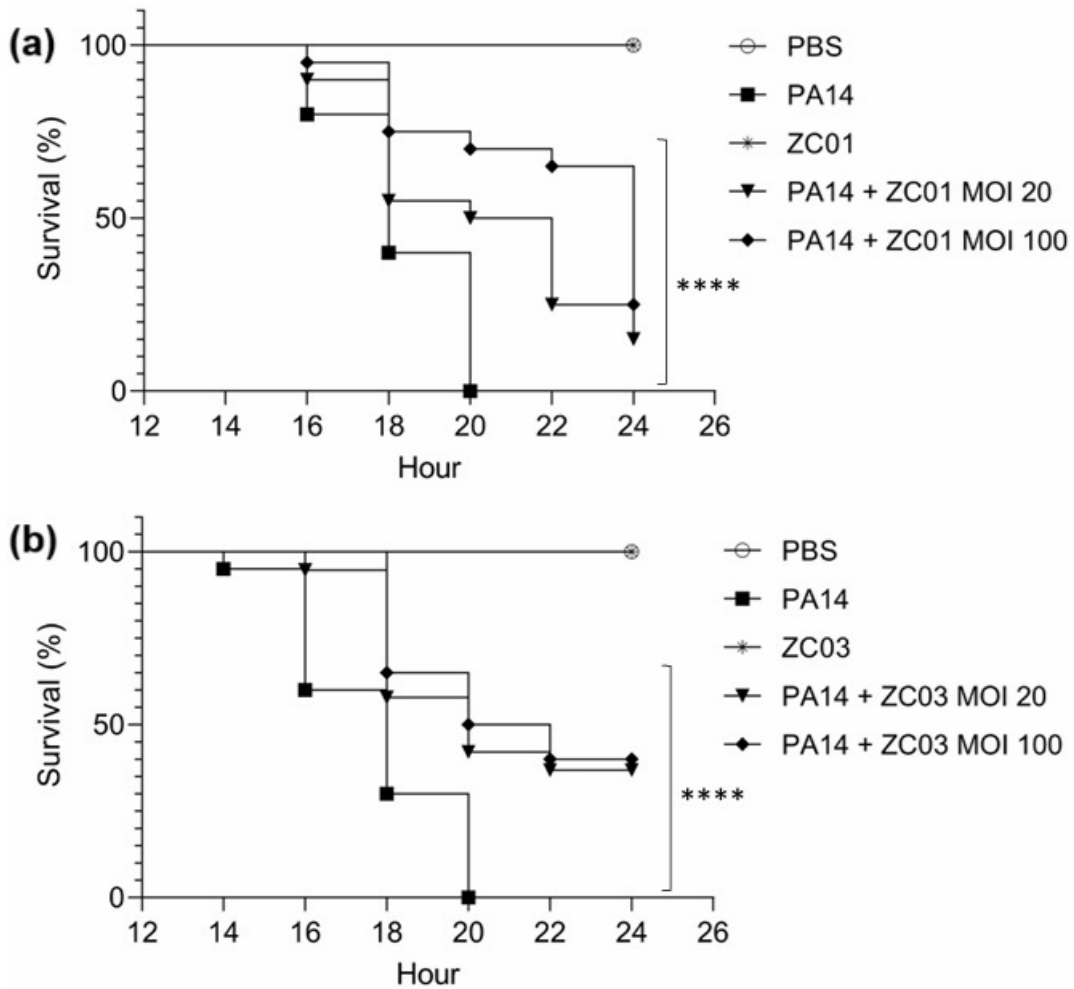 (a)
100
50
0
Survival (%)
12 14 16 18 20 22 24 26
Hour
PBS
PA14
ZC01
PA14 + ZC01 MOI 20
PA14 + ZC01 MOI 100
****
(b)
100
50
0
Survival (%)
12 14 16 18 20 22 24 26
Hour
PBS
PA14
ZC03
PA14 + ZC03 MOI 20
PA14 + ZC03 MOI 100
****